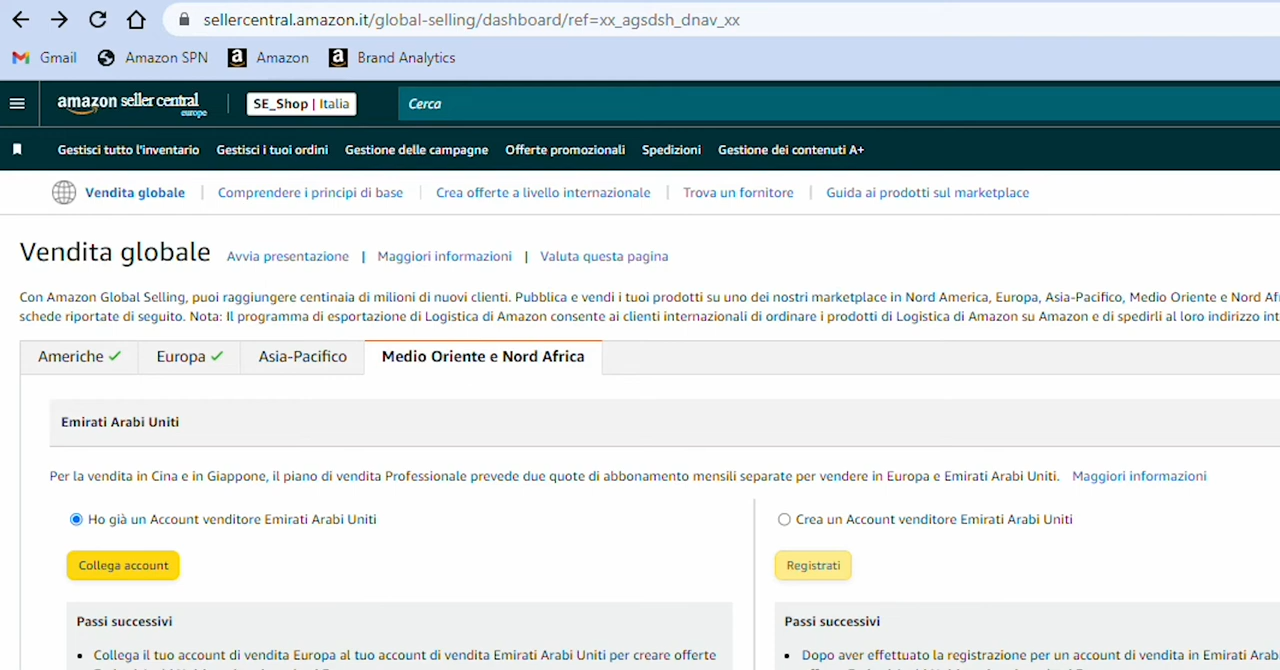 sellercentral.amazon.it/global-selling/dashboard/ref=xx_agsdsh_dnav_xx
Gmail Amazon SPN Amazon Brand Analytics
amazon seller central europe SE_Shop | Italia Cerca
Gestisci tutto l'inventario Gestisci i tuoi ordini Gestione delle campagne Offerte promozionali Spedizioni Gestione dei contenuti A+
Vendita globale | Comprendere i principi di base | Crea offerte a livello internazionale | Trova un fornitore | Guida ai prodotti sul marketplace
Vendita globale Avvia presentazione | Maggiori informazioni | Valuta questa pagina
Con Amazon Global Selling, puoi raggiungere centinaia di milioni di nuovi clienti. Pubblica e vendi i tuoi prodotti su uno dei nostri marketplace in Nord America, Europa, Asia-Pacifico, Medio Oriente e Nord
schede riportate di seguito. Nota: Il programma di esportazione di Logistica di Amazon consente ai clienti internazionali di ordinare i prodotti di Logistica di Amazon su Amazon e di spedirli al loro indirizzo
Americhe ✓ Europa ✓ Asia-Pacifico Medio Oriente e Nord Africa
Emirati Arabi Uniti
Per la vendita in Cina e in Giappone, il piano di vendita Professionale prevede due quote di abbonamento mensili separate per vendere in Europa e Emirati Arabi Uniti. Maggiori informazioni
Ho già un Account venditore Emirati Arabi Uniti
Collega account
Passi successivi
• Collega il tuo account di vendita Europa al tuo account di vendita Emirati Arabi Uniti per creare offerte
Crea un Account venditore Emirati Arabi Uniti
Registrati
Passi successivi
• Dopo aver effettuato la registrazione per un account di vendita in Emirati Arab